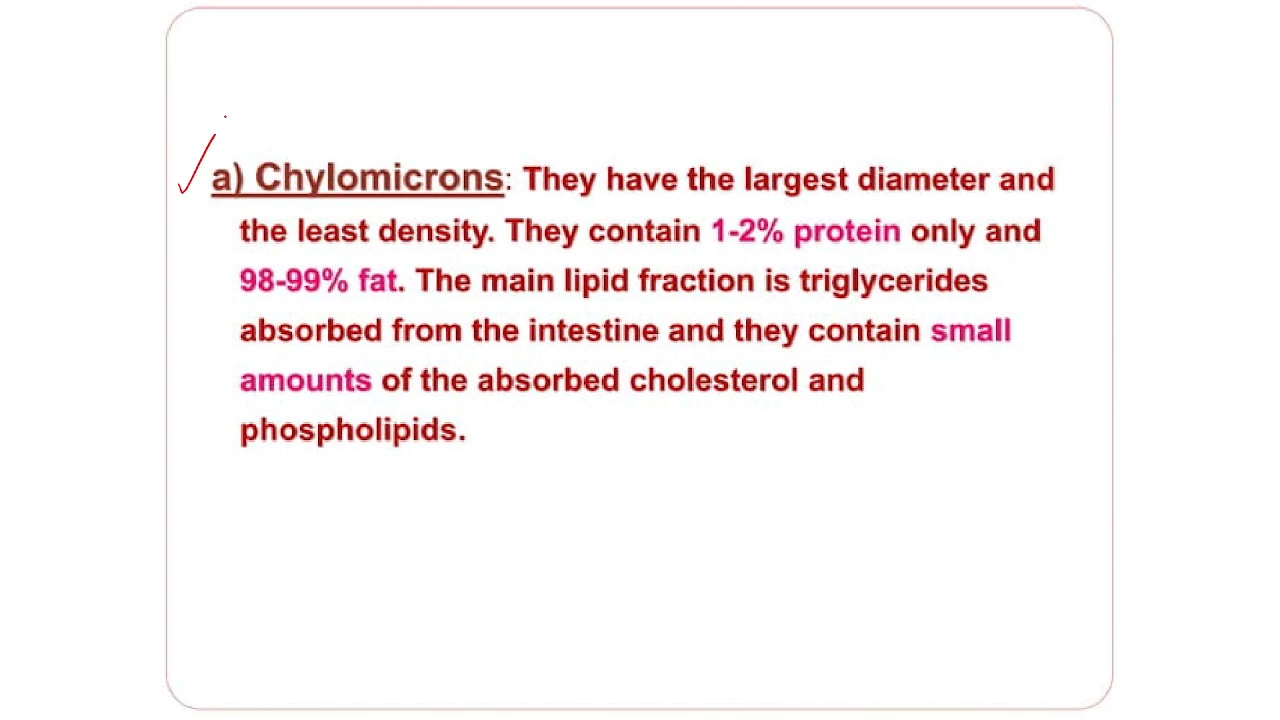 a) Chylomicrons: They have the largest diameter and
the least density. They contain 1-2% protein only and
98-99% fat. The main lipid fraction is triglycerides
absorbed from the intestine and they contain small
amounts of the absorbed cholesterol and
phospholipids.